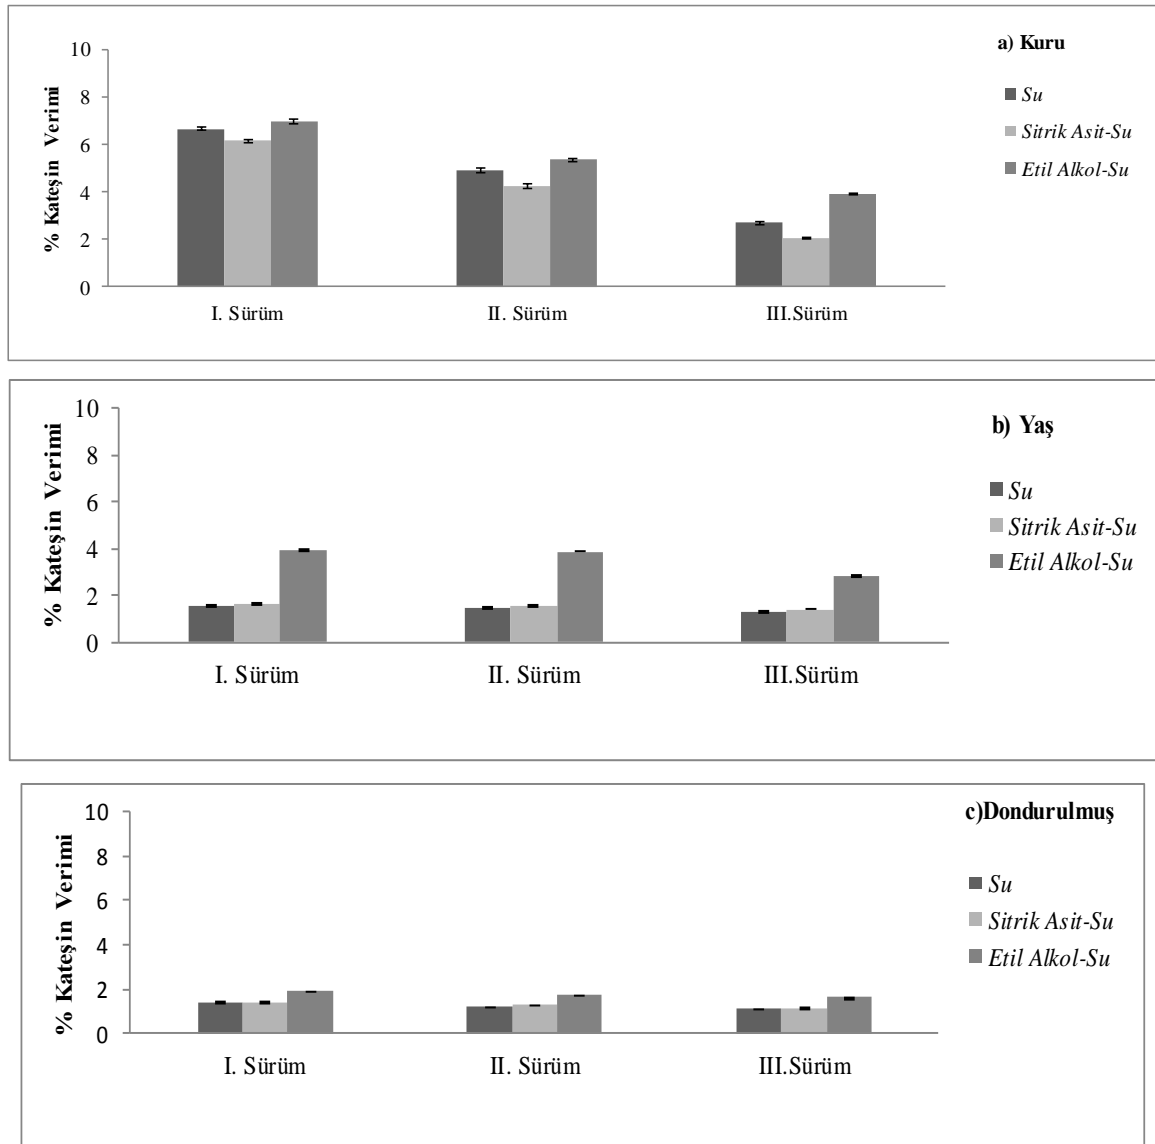 a) Kuru
% Kateşin Verimi
10
8
6
4
2
0
I. Sürüm
II. Sürüm
III.Sürüm
Su
Sitrik Asit-Su
Etil Alkol-Su
b) Yaş
% Kateşin Verimi
10
8
6
4
2
0
I. Sürüm
II. Sürüm
III.Sürüm
Su
Sitrik Asit-Su
Etil Alkol-Su
c)Dondurulmuş
% Kateşin Verimi
10
8
6
4
2
0
I. Sürüm
II. Sürüm
III.Sürüm
Su
Sitrik Asit-Su
Etil Alkol-Su